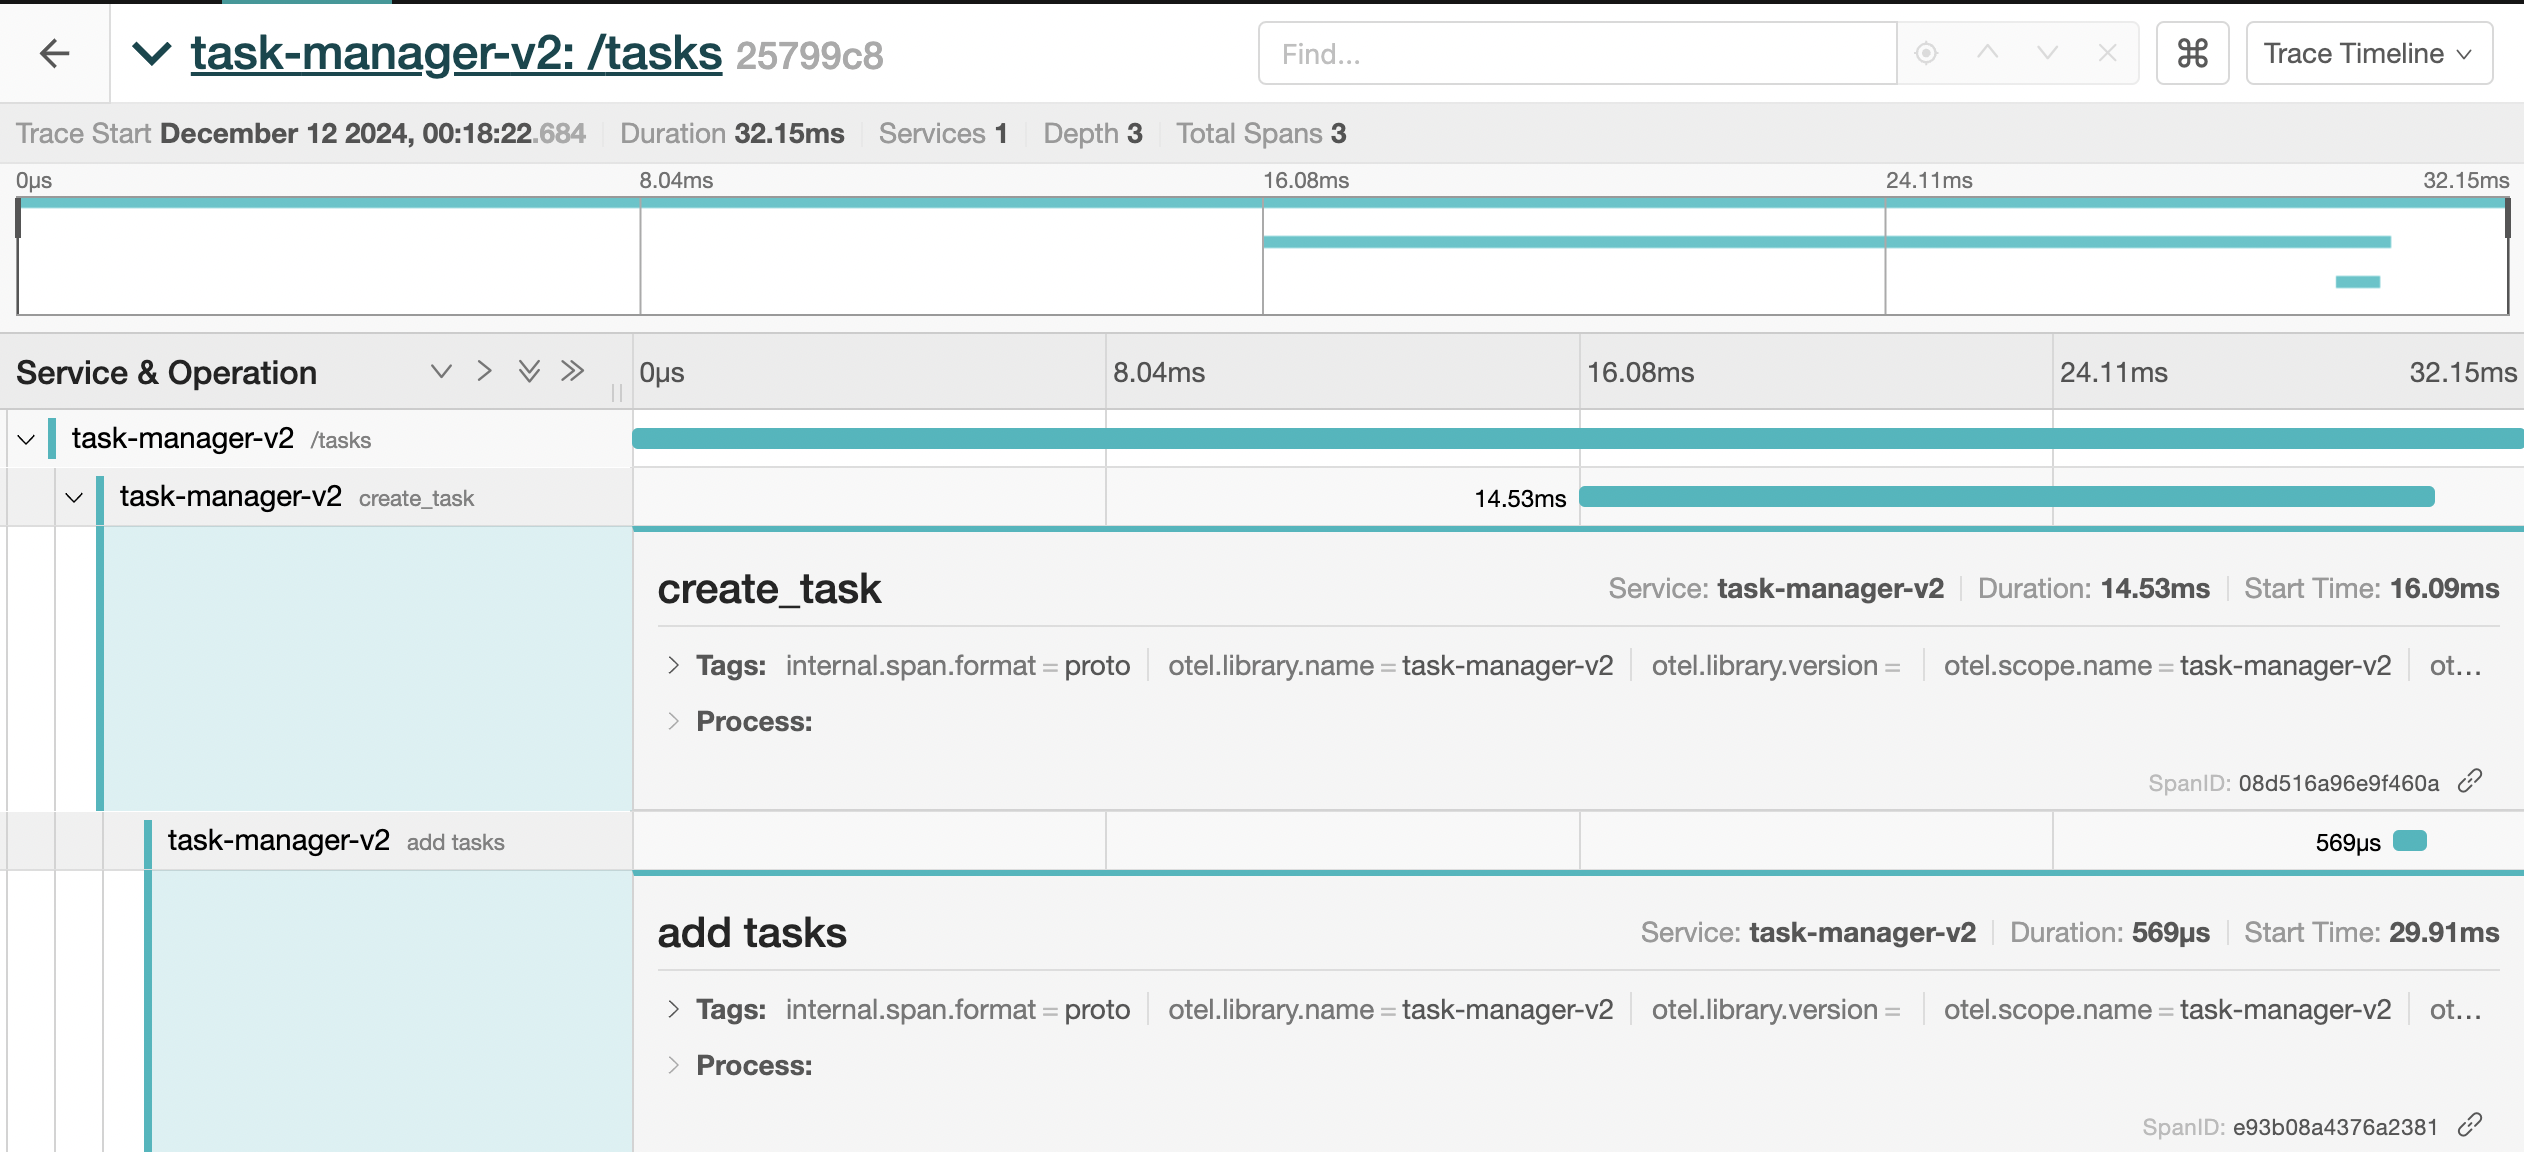 task-manager-v2: /tasks 25799c8 Find... ⌘ Trace Timeline
Trace Start December 12 2024, 00:18:22.684 Duration 32.15ms Services 1 Depth 3 Total Spans 3
0μs 8.04ms 16.08ms 24.11ms 32.15ms
Service & Operation 0μs 8.04ms 16.08ms 24.11ms 32.15ms
task-manager-v2 /tasks
task-manager-v2 create_task 14.53ms
create_task Service: task-manager-v2 Duration: 14.53ms Start Time: 16.09ms
Tags: internal.span.format = proto otel.library.name = task-manager-v2 otel.library.version = otel.scope.name = task-manager-v2 ot...
Process:
SpanID: 08d516a96e9f460a
task-manager-v2 add tasks 569μs
add tasks Service: task-manager-v2 Duration: 569μs Start Time: 29.91ms
Tags: internal.span.format = proto otel.library.name = task-manager-v2 otel.library.version = otel.scope.name = task-manager-v2 ot...
Process:
SpanID: e93b08a4376a2381